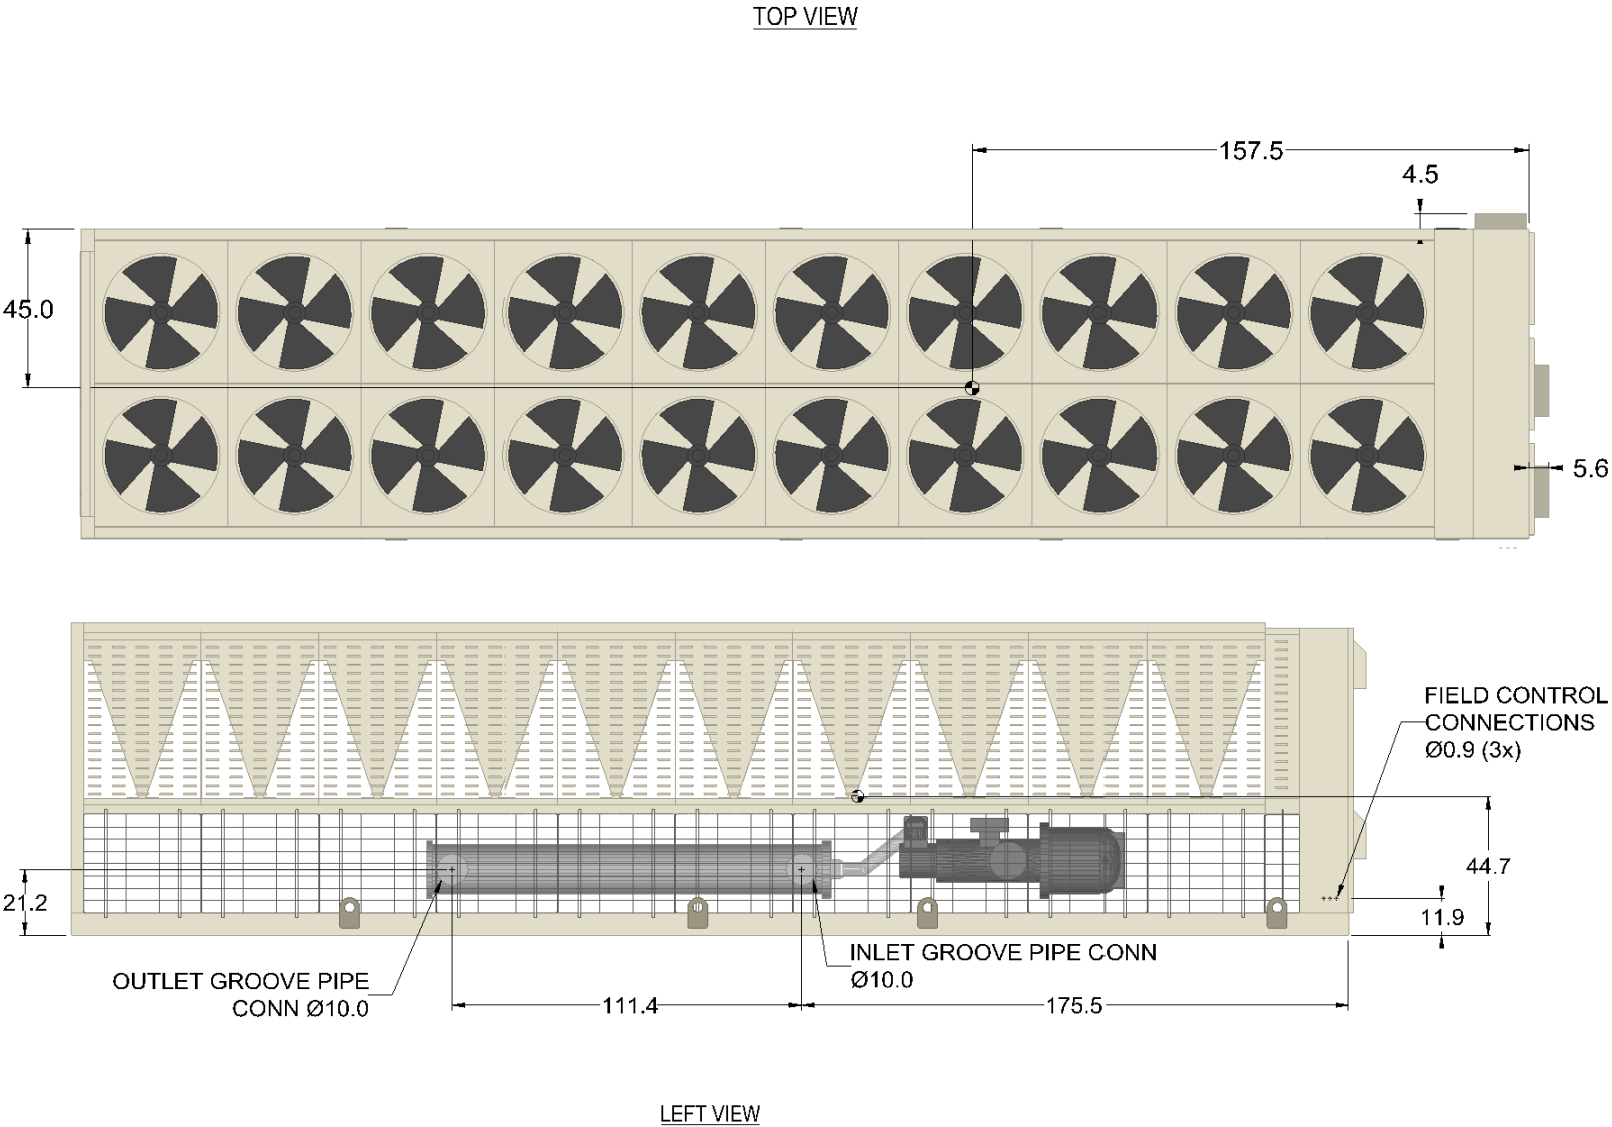 TOP VIEW
157.5
4.5
45.0
5.6
FIELD CONTROL
CONNECTIONS
Ø0.9 (3x)
44.7
21.2
11.9
INLET GROOVE PIPE CONN
Ø10.0
OUTLET GROOVE PIPE
CONN Ø10.0
111.4
175.5
LEFT VIEW